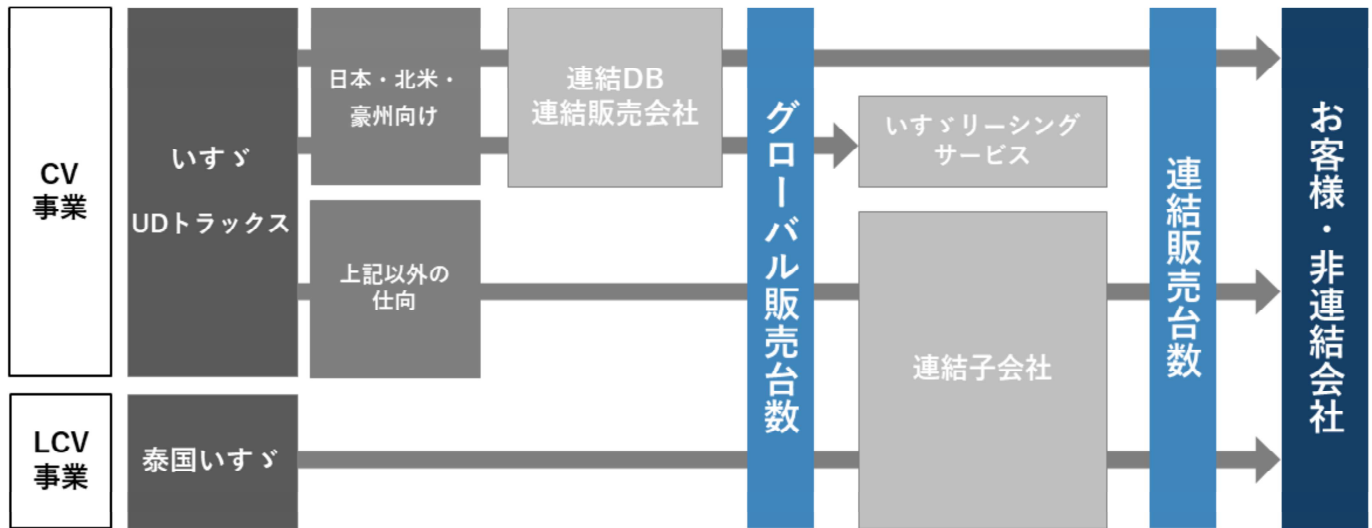 CV
事業
いすゞ
UDトラックス
日本・北米・
豪州向け
連結DB
連結販売会社
グローバル販売台数
いすゞリーシング
サービス
連結販売台数
お客様・非連結会社
上記以外の
仕向
連結子会社
LCV
事業
泰国いすゞ